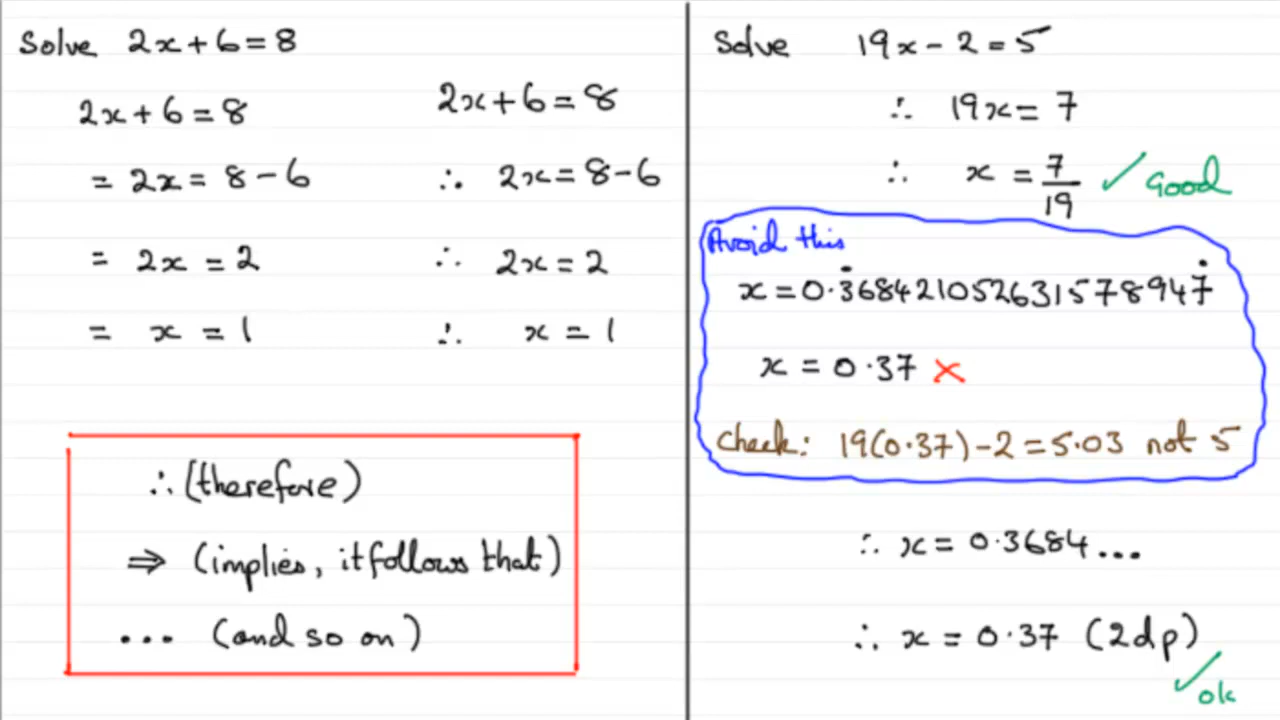 Solve 2x + 6 = 8
2x + 6 = 8
= 2x = 8 - 6
= 2x = 2
= x = 1
2x + 6 = 8
∴ 2x = 8 - 6
∴ 2x = 2
∴ x = 1
∴ (therefore)
⇒ (implies, it follows that)
... (and so on)
Solve 19x - 2 = 5
∴ 19x = 7
∴ x = 7/19 ✓ Good
Avoid this
x = 0.3̇68421052631578947̇
x = 0.37 ×
Check: 19(0.37) - 2 = 5.03 not 5
∴ x = 0.3684...
∴ x = 0.37 (2dp)
✓ ok